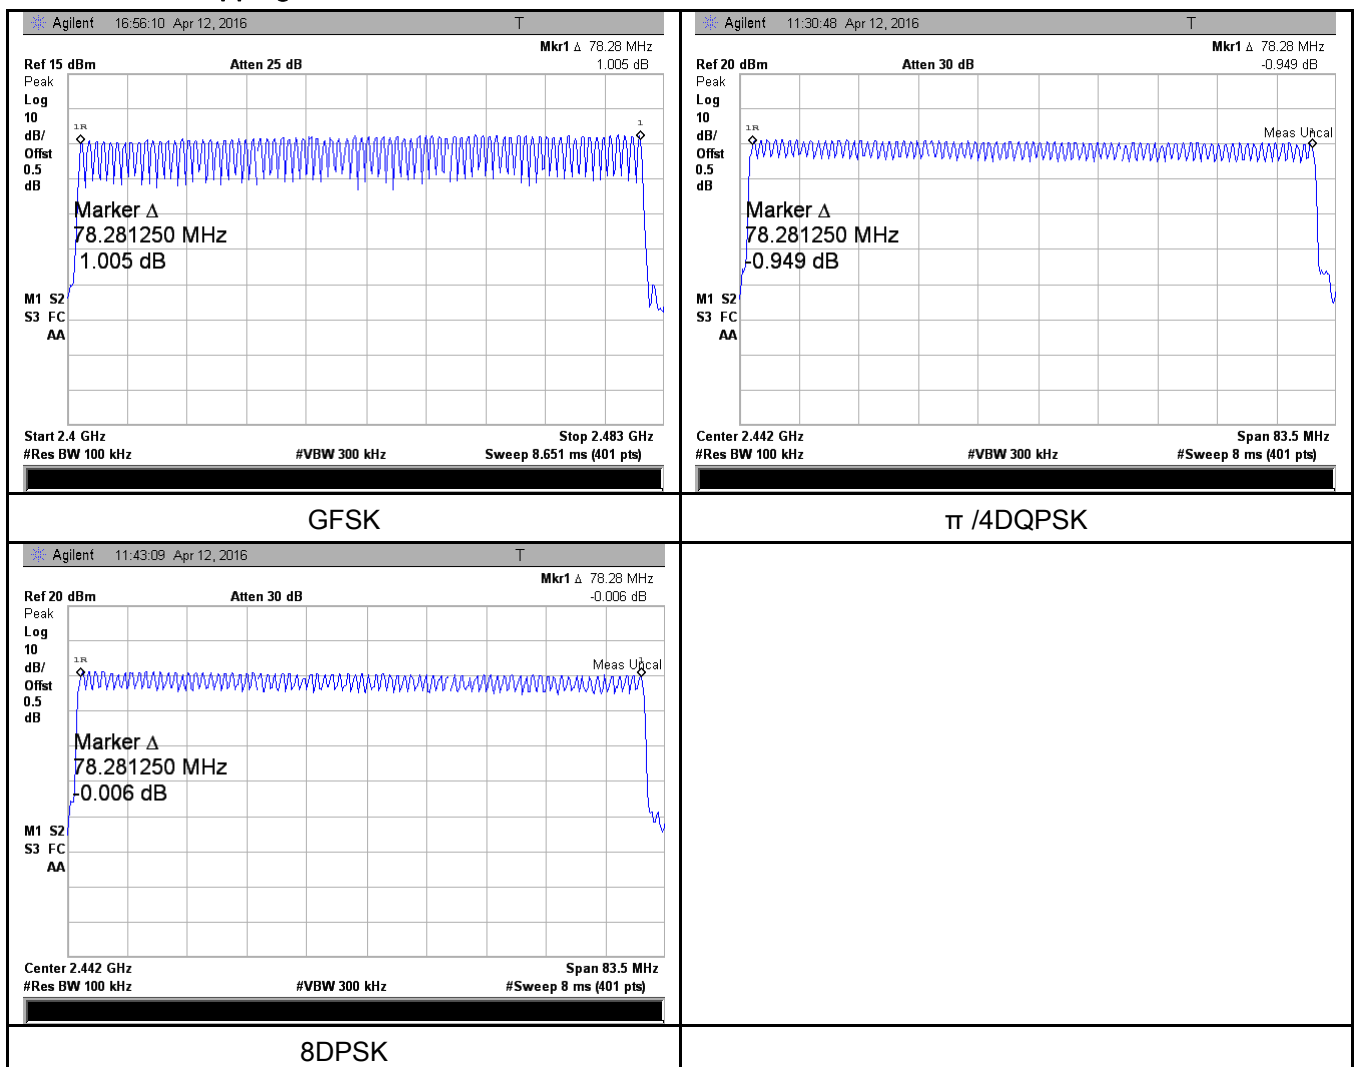 Agilent 16:56:10 Apr 12, 2016 T
Mkr1 Δ 78.28 MHz
Ref 15 dBm Atten 25 dB 1.005 dB
Peak
Log
10
dB/
Offst
0.5
dB
1R
1
Marker Δ
78.281250 MHz
1.005 dB
M1 S2
S3 FC
AA
Start 2.4 GHz Stop 2.483 GHz
#Res BW 100 kHz #VBW 300 kHz Sweep 8.651 ms (401 pts)
GFSK
Agilent 11:30:48 Apr 12, 2016 T
Mkr1 Δ 78.28 MHz
Ref 20 dBm Atten 30 dB -0.949 dB
Peak
Log
10
dB/
Offst
0.5
dB
1R
Meas Uncal
Marker Δ
78.281250 MHz
-0.949 dB
M1 S2
S3 FC
AA
Center 2.442 GHz Span 83.5 MHz
#Res BW 100 kHz #VBW 300 kHz #Sweep 8 ms (401 pts)
π /4DQPSK
Agilent 11:43:09 Apr 12, 2016 T
Mkr1 Δ 78.28 MHz
Ref 20 dBm Atten 30 dB -0.006 dB
Peak
Log
10
dB/
Offst
0.5
dB
1R
Meas Uncal
Marker Δ
78.281250 MHz
-0.006 dB
M1 S2
S3 FC
AA
Center 2.442 GHz Span 83.5 MHz
#Res BW 100 kHz #VBW 300 kHz #Sweep 8 ms (401 pts)
8DPSK